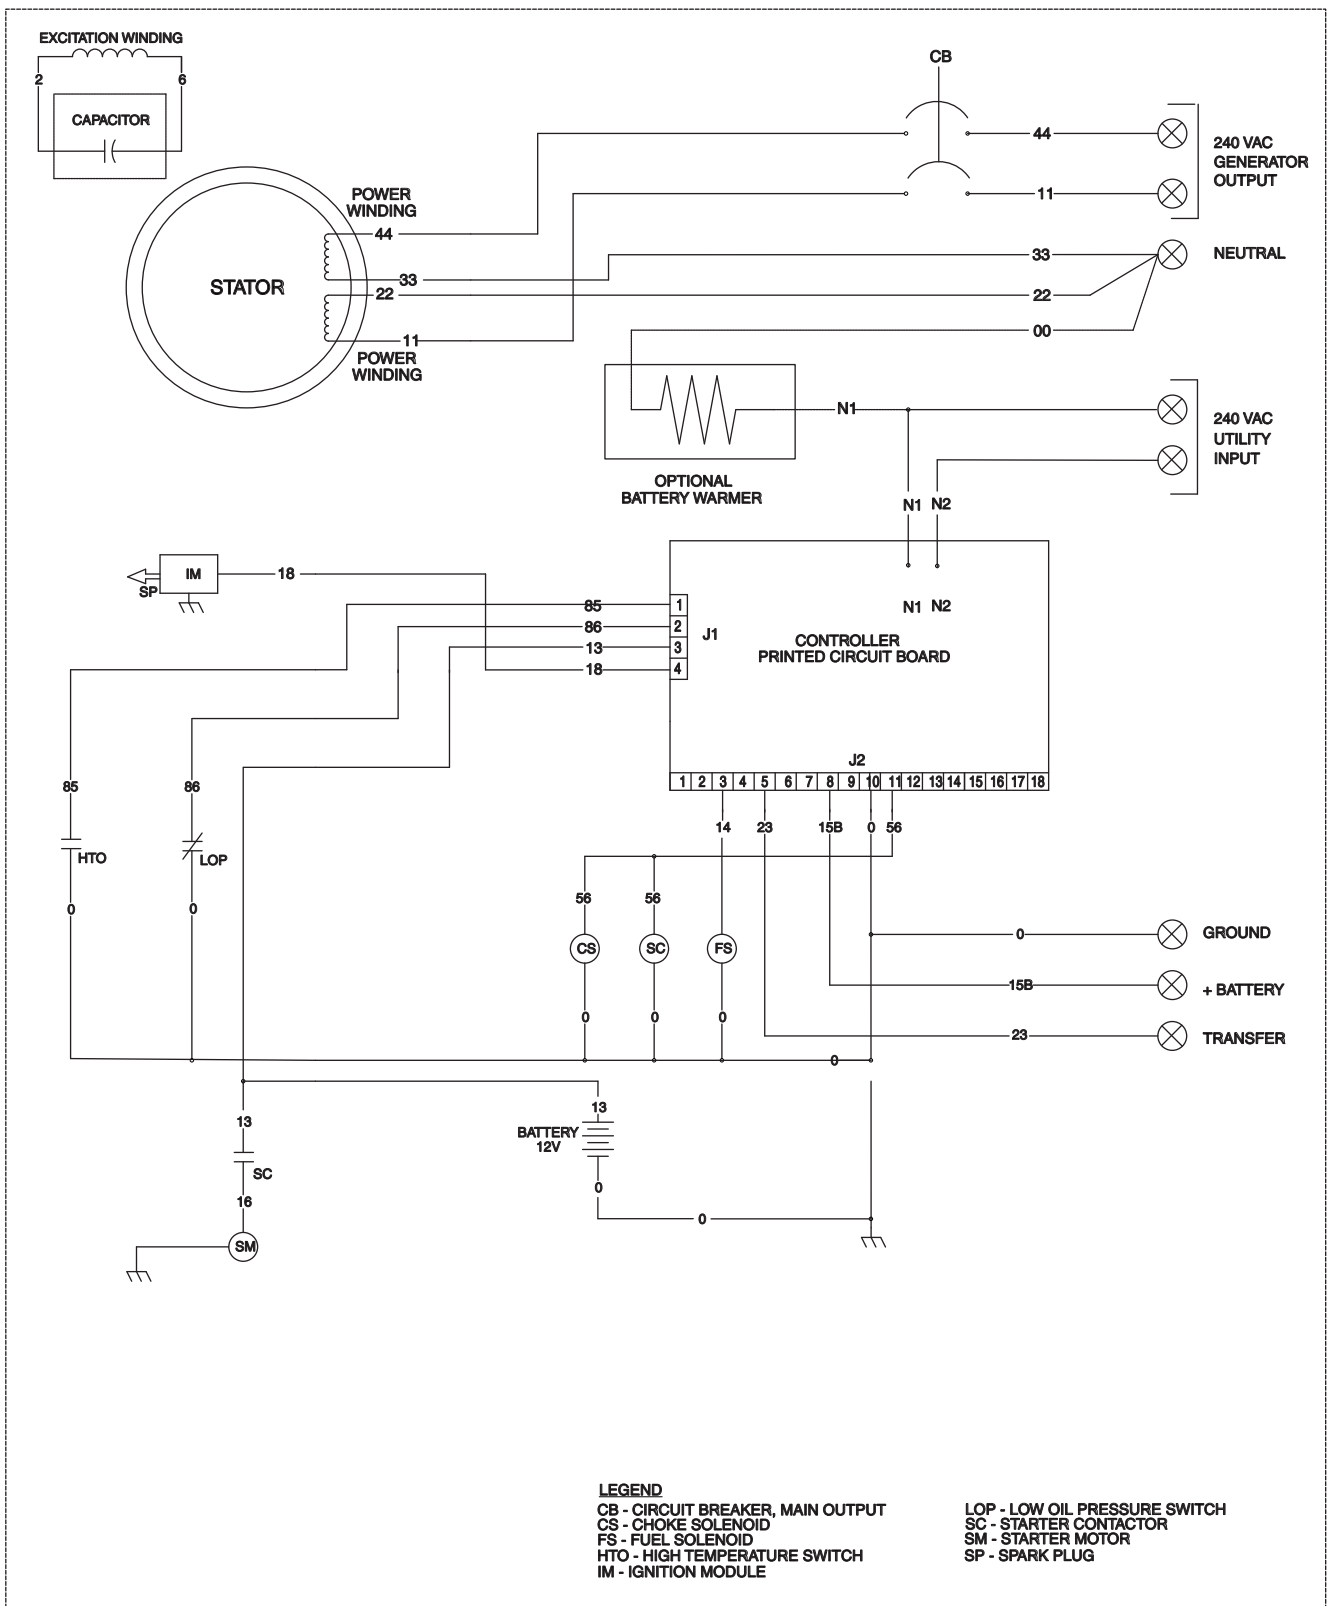 EXCITATION WINDING
2
6
CAPACITOR
CB
44
11
240 VAC
GENERATOR
OUTPUT
POWER
WINDING
44
STATOR
33
22
11
POWER
WINDING
33
22
00
NEUTRAL
N1
240 VAC
UTILITY
INPUT
OPTIONAL
BATTERY WARMER
N1 N2
IM
SP
18
85
86
13
18
1
2
3
4
J1
N1 N2
CONTROLLER
PRINTED CIRCUIT BOARD
J2
1 2 3 4 5 6 7 8 9 10 11 12 13 14 15 16 17 18
85
86
14
23
15B
0
56
HTO
LOP
0
0
56
56
CS
SC
FS
0
GROUND
15B
+ BATTERY
0
0
0
23
TRANSFER
0
13
13
BATTERY
12V
SC
16
0
0
SM
LEGEND
CB - CIRCUIT BREAKER, MAIN OUTPUT
CS - CHOKE SOLENOID
FS - FUEL SOLENOID
HTO - HIGH TEMPERATURE SWITCH
IM - IGNITION MODULE
LOP - LOW OIL PRESSURE SWITCH
SC - STARTER CONTACTOR
SM - STARTER MOTOR
SP - SPARK PLUG